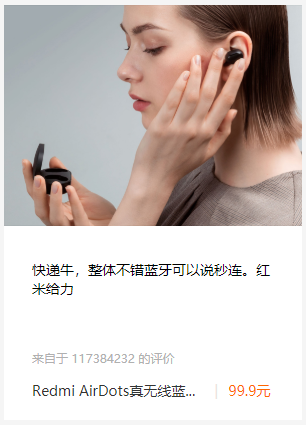 快递牛，整体不错蓝牙可以说秒连。红
米给力
来自于 117384232 的评价
Redmi AirDots真无线蓝... | 99.9元